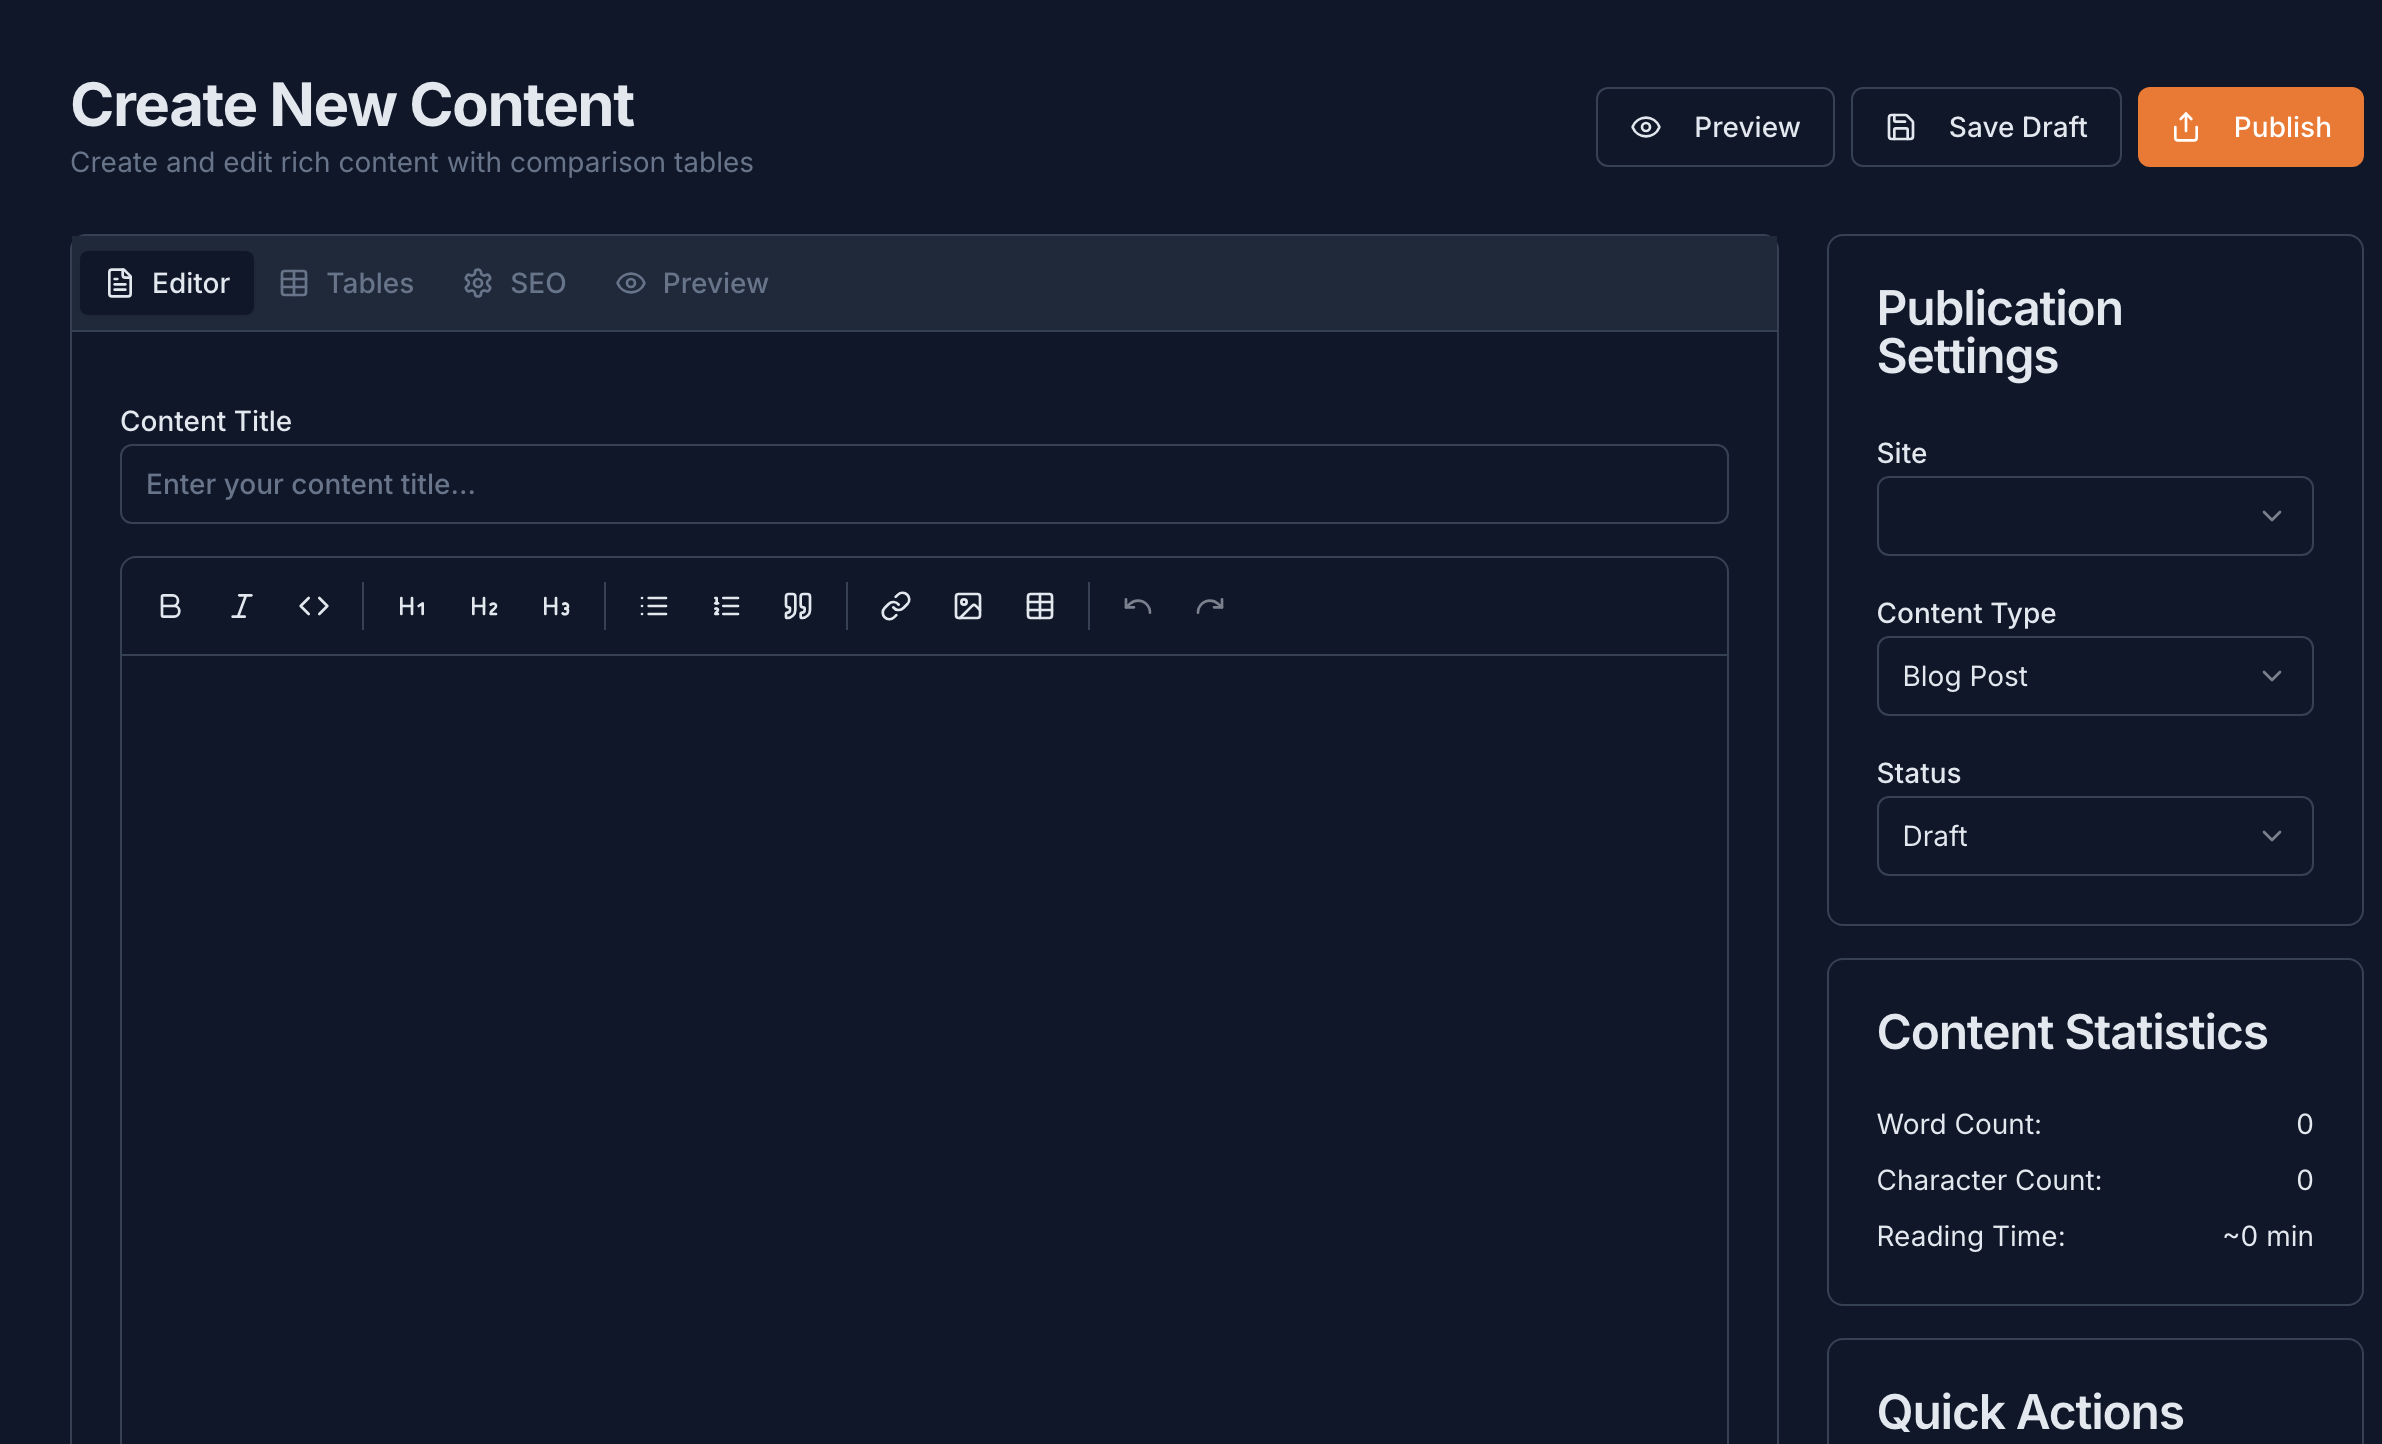 Create New Content
Create and edit rich content with comparison tables
Preview
Save Draft
Publish
Editor
Tables
SEO
Preview
Content Title
Enter your content title...
H1
H2
H3
Publication
Settings
Site
Content Type
Blog Post
Status
Draft
Content Statistics
Word Count: 0
Character Count: 0
Reading Time: ~0 min
Quick Actions